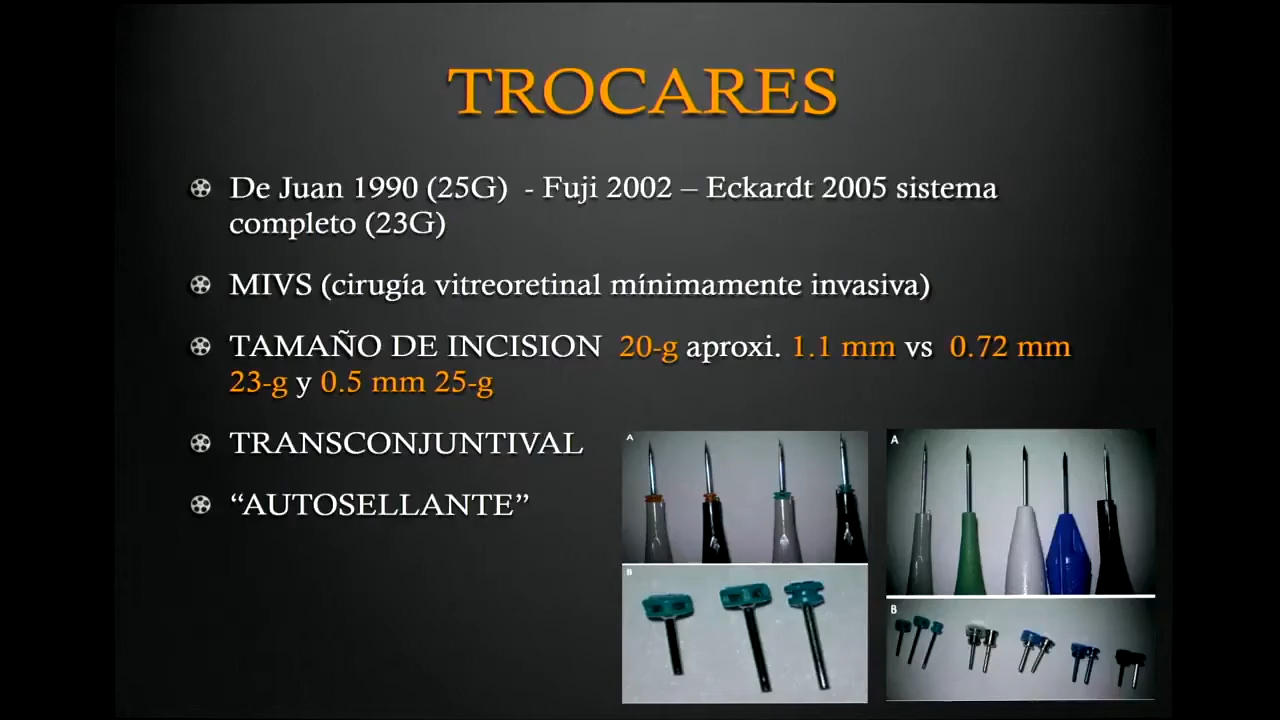 TROCARES
De Juan 1990 (25G) - Fuji 2002 – Eckardt 2005 sistema
completo (23G)
MIVS (cirugía vitreoretinal mínimamente invasiva)
TAMAÑO DE INCISION 20-g aproxi. 1.1 mm vs 0.72 mm
23-g y 0.5 mm 25-g
TRANSCONJUNTIVAL
“AUTOSELLANTE”
A
B
A
B